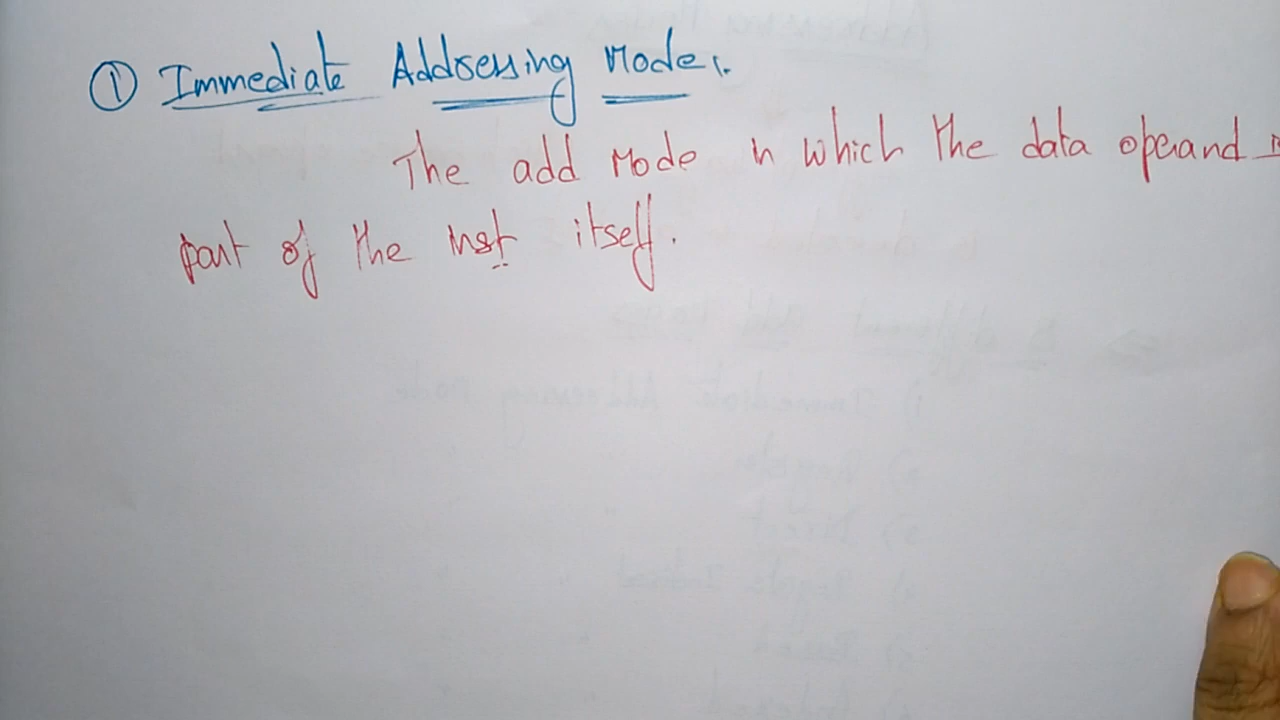 ① Immediate Addressing Mode:.
The add Mode in which the data operand is
part of the inst itself.